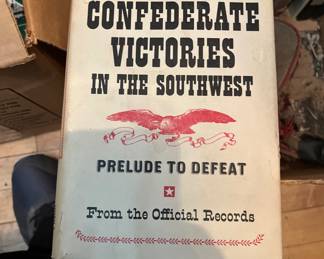 CONFEDERATE
VICTORIES
IN THE SOUTHWEST
PRELUDE TO DEFEAT
From the Official Records